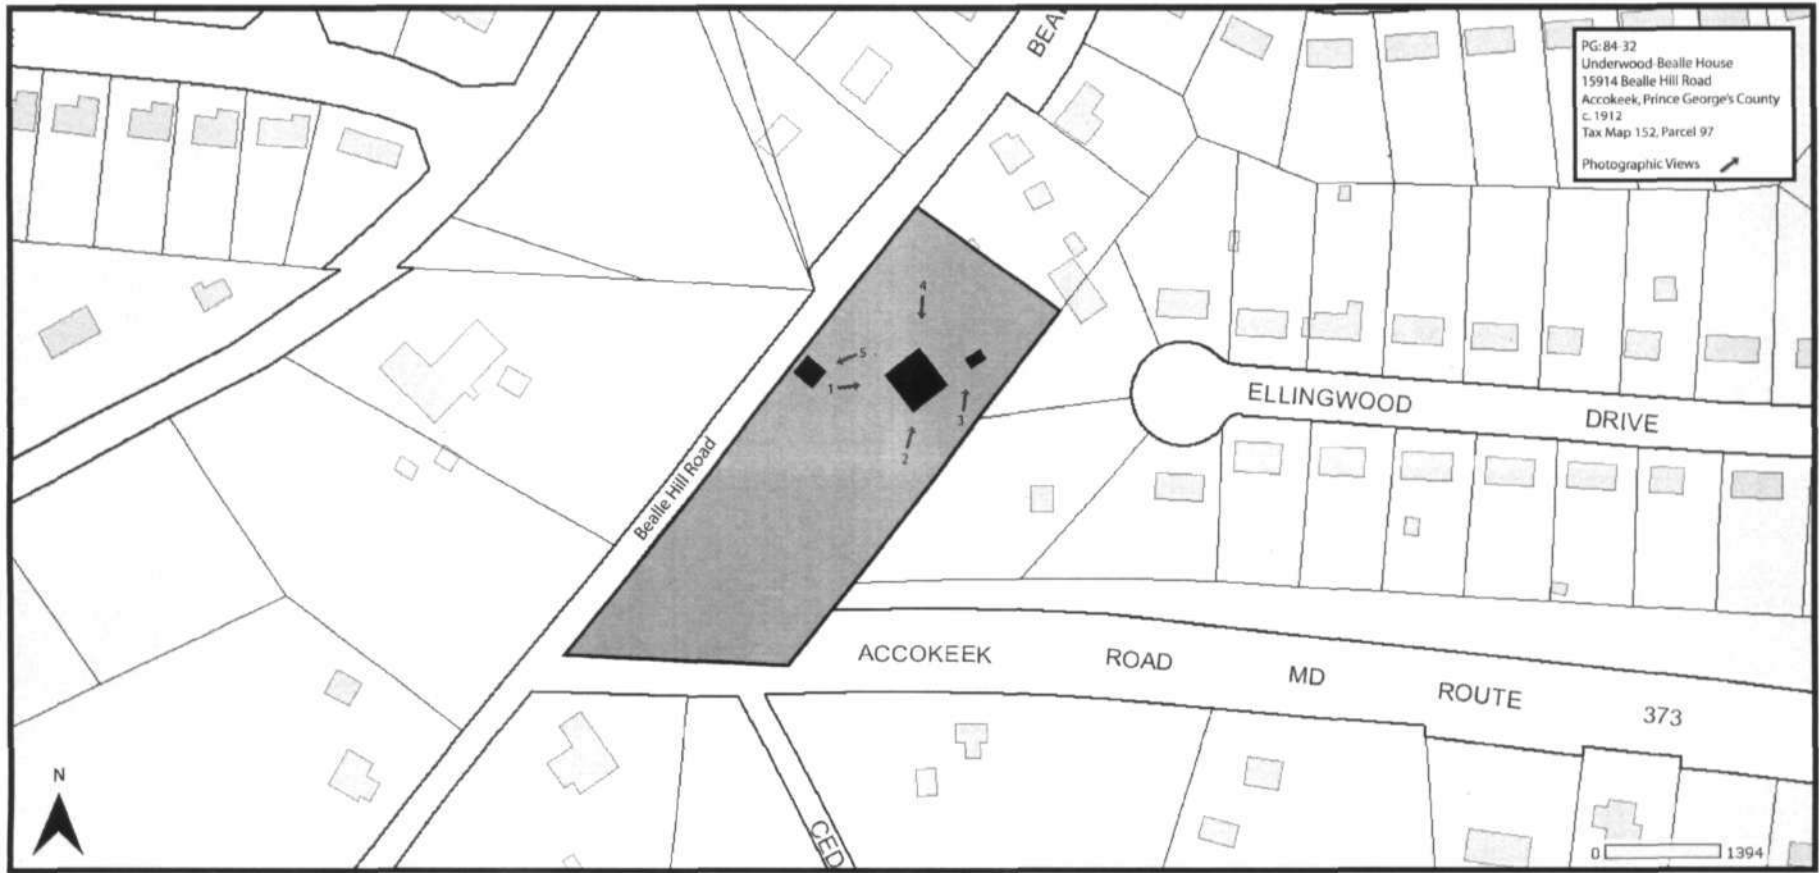 BEAL
PG: 84-32
Underwood-Bealle House
15914 Bealle Hill Road
Accokeek, Prince George's County
c. 1912
Tax Map 152, Parcel 97
Photographic Views
4
5
1
3
2
ELLINGWOOD DRIVE
Bealle Hill Road
ACCOKEEK ROAD MD ROUTE 373
N
CED
0 1394